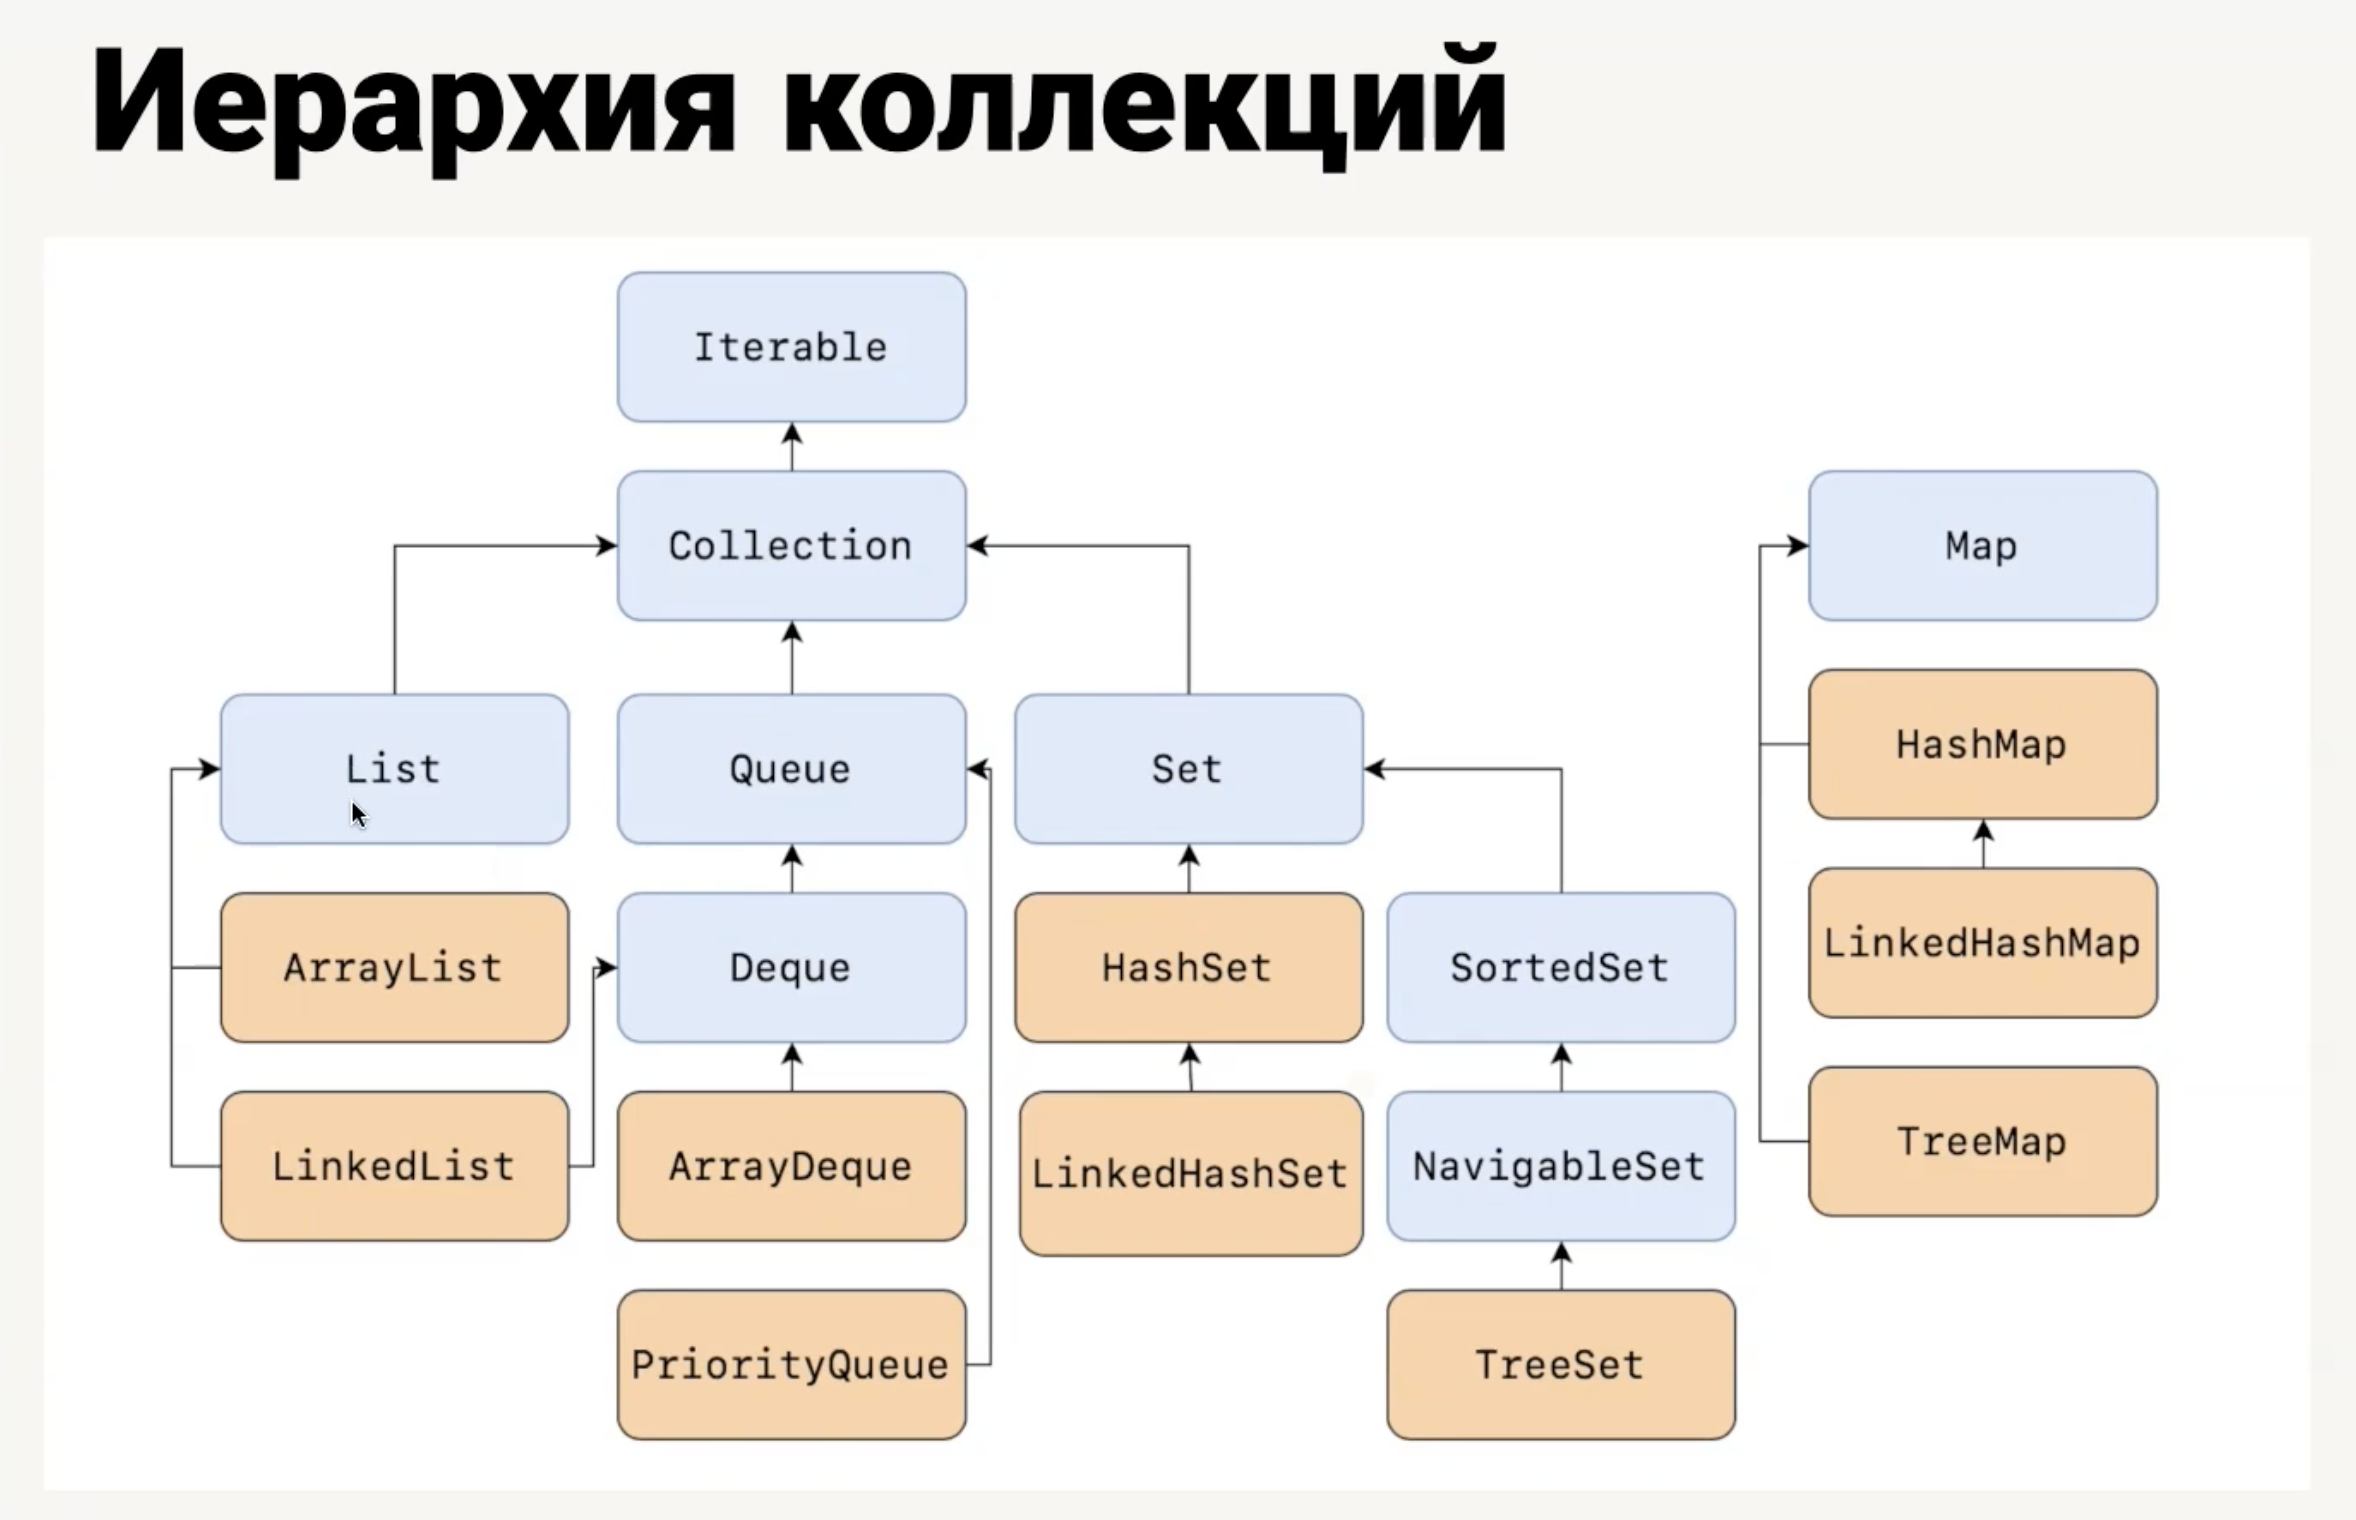 Иерархия коллекций
Iterable
Collection
Map
List
Queue
Set
HashMap
ArrayList
Deque
HashSet
SortedSet
LinkedHashMap
LinkedList
ArrayDeque
LinkedHashSet
NavigableSet
TreeMap
PriorityQueue
TreeSet